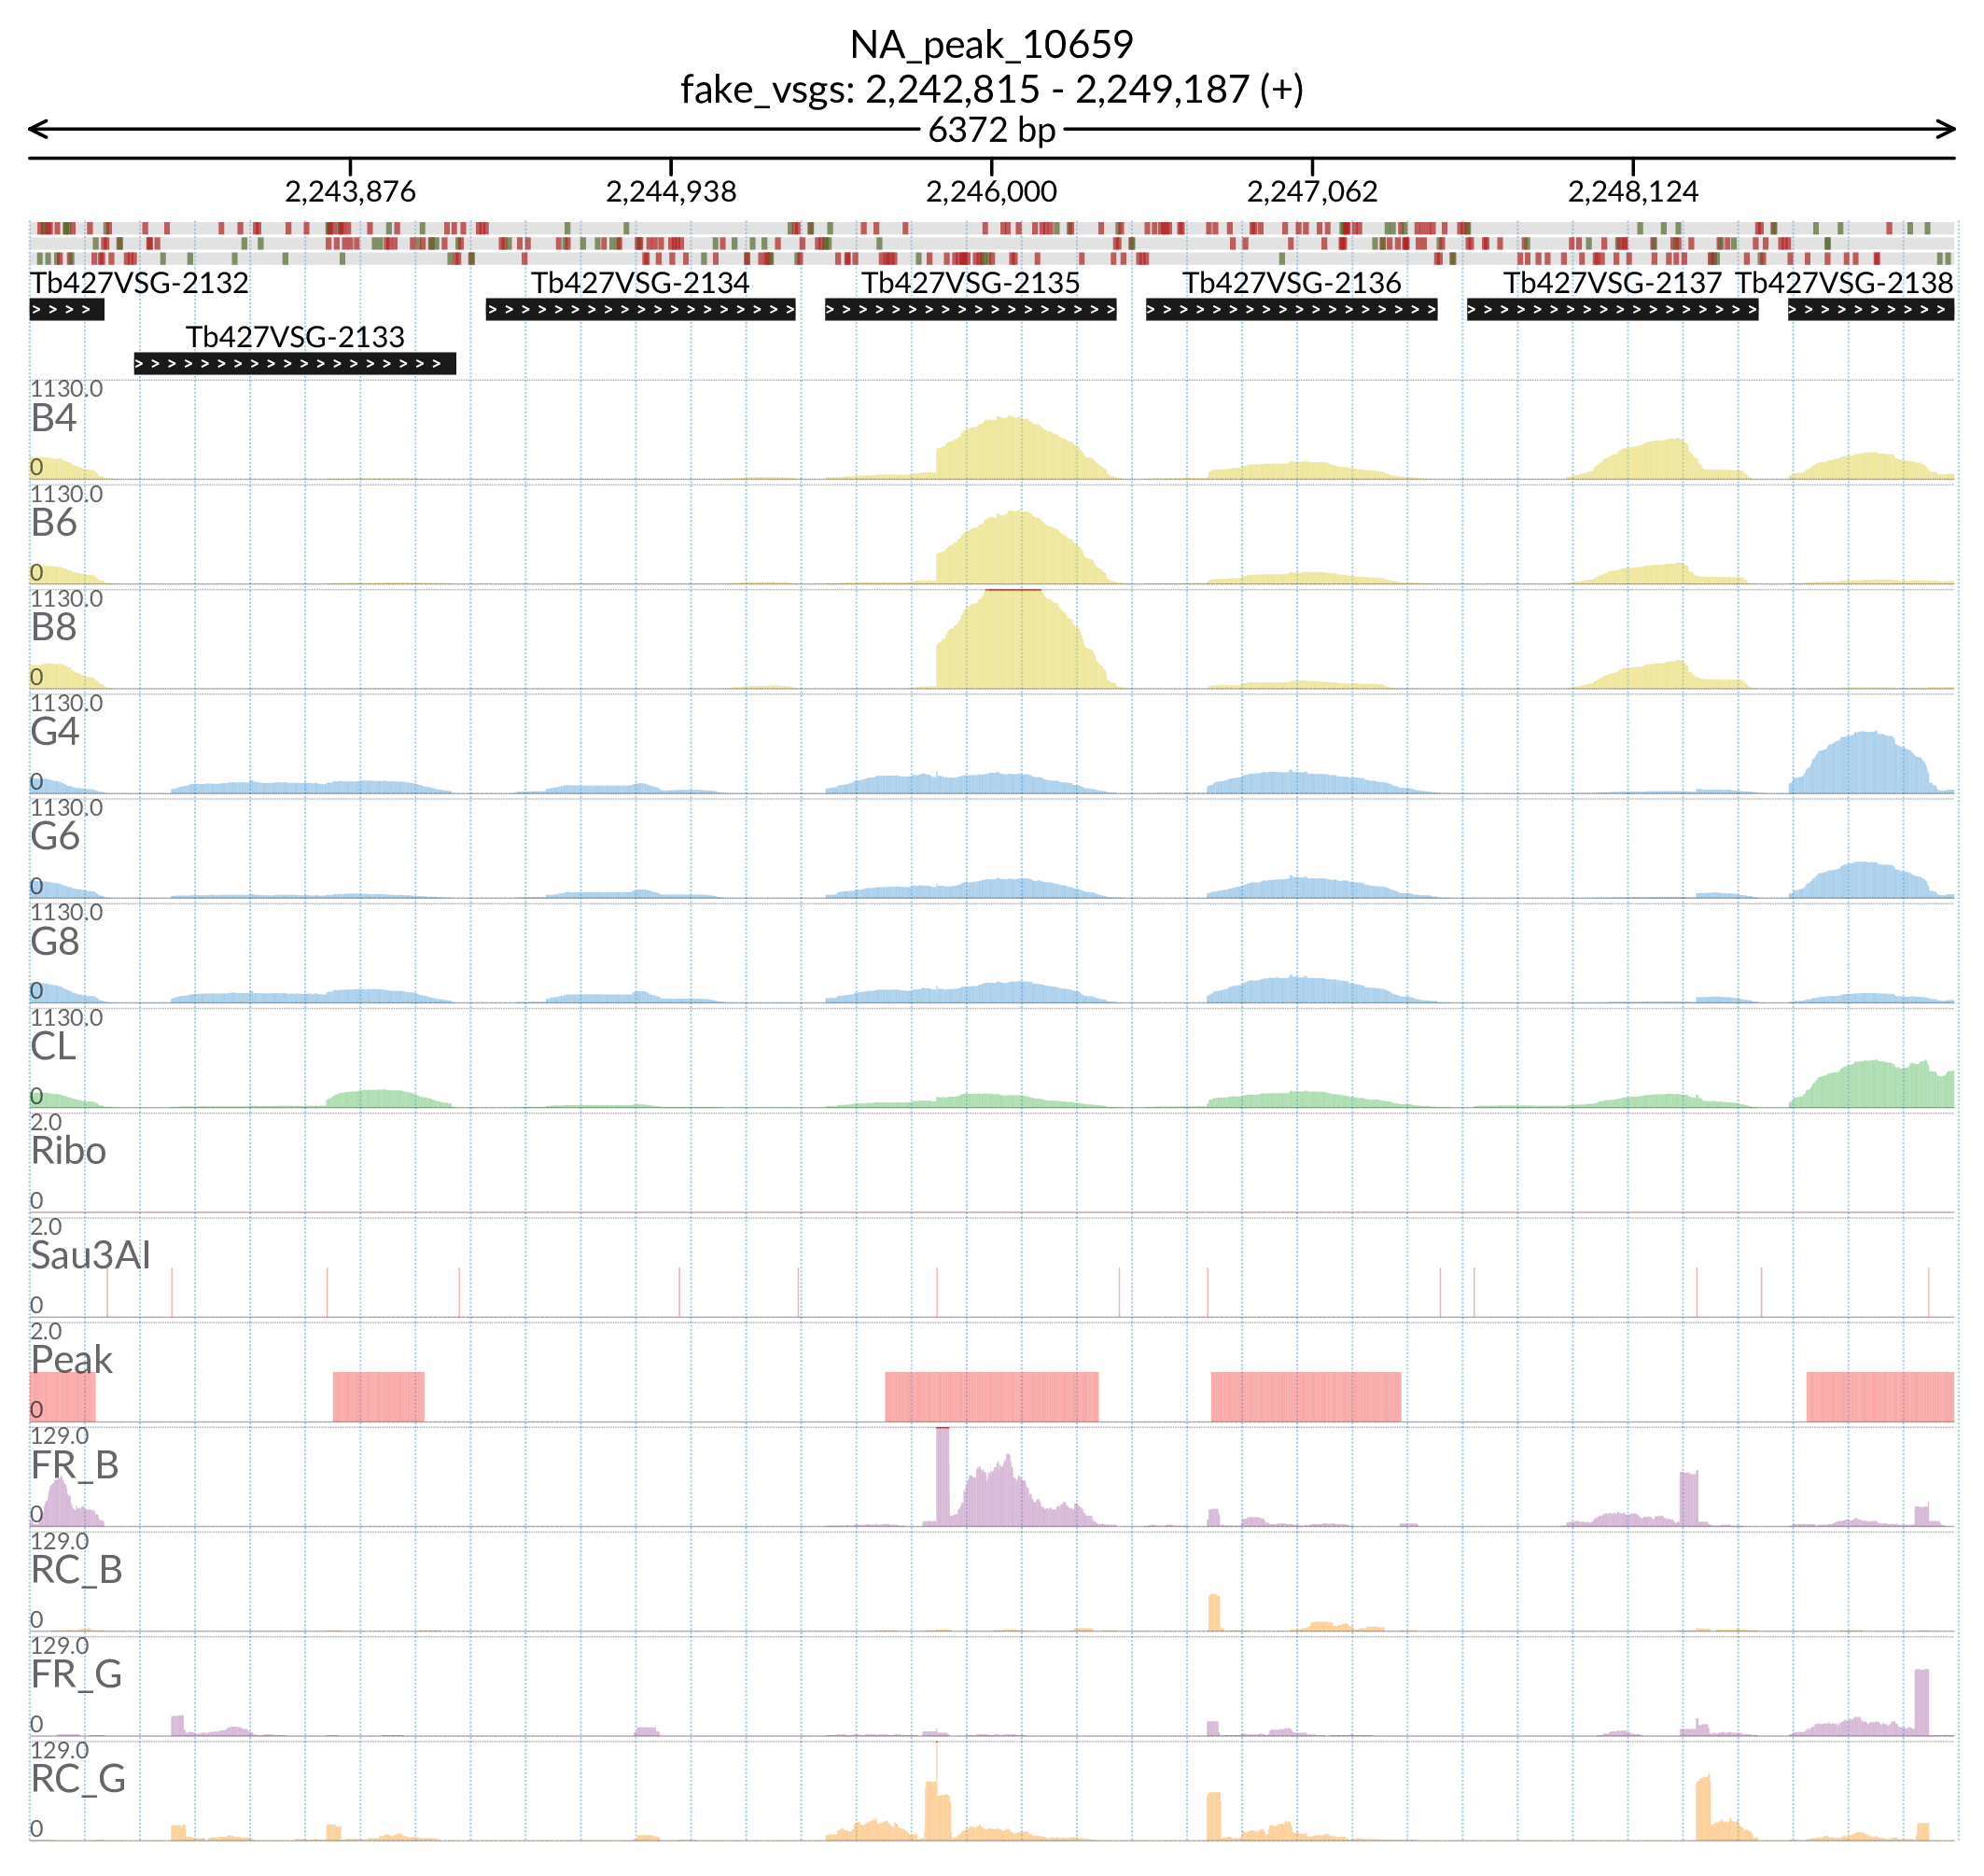 NA_peak_10659
fake_vsgs: 2,242,815 - 2,249,187 (+)
6372 bp
2,243,876 2,244,938 2,246,000 2,247,062 2,248,124
Tb427VSG-2132 Tb427VSG-2134 Tb427VSG-2135 Tb427VSG-2136 Tb427VSG-2137 Tb427VSG-2138
Tb427VSG-2133
1130.0
B4
0
1130.0
B6
0
1130.0
B8
0
1130.0
G4
0
1130.0
G6
0
1130.0
G8
0
1130.0
CL
0
2.0
Ribo
0
2.0
Sau3AI
0
2.0
Peak
0
129.0
FR_B
0
129.0
RC_B
0
129.0
FR_G
0
129.0
RC_G
0